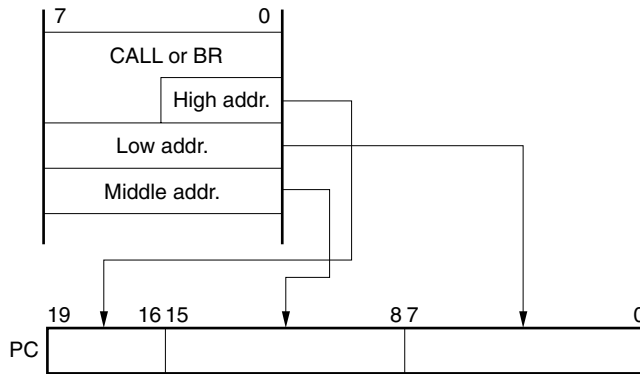 7 0
CALL or BR
High addr.
Low addr.
Middle addr.
19 16 15 8 7 0
PC